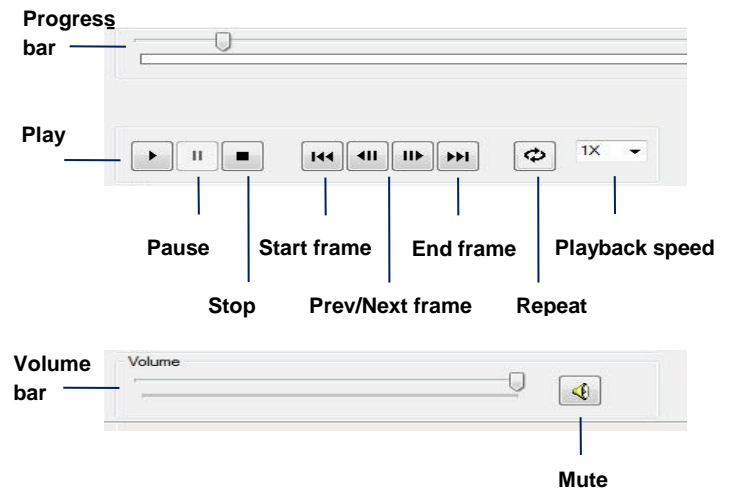 Progress
bar
Play
1X
Pause
Start frame
End frame
Playback speed
Stop
Prev/Next frame
Repeat
Volume
bar
Volume
Mute